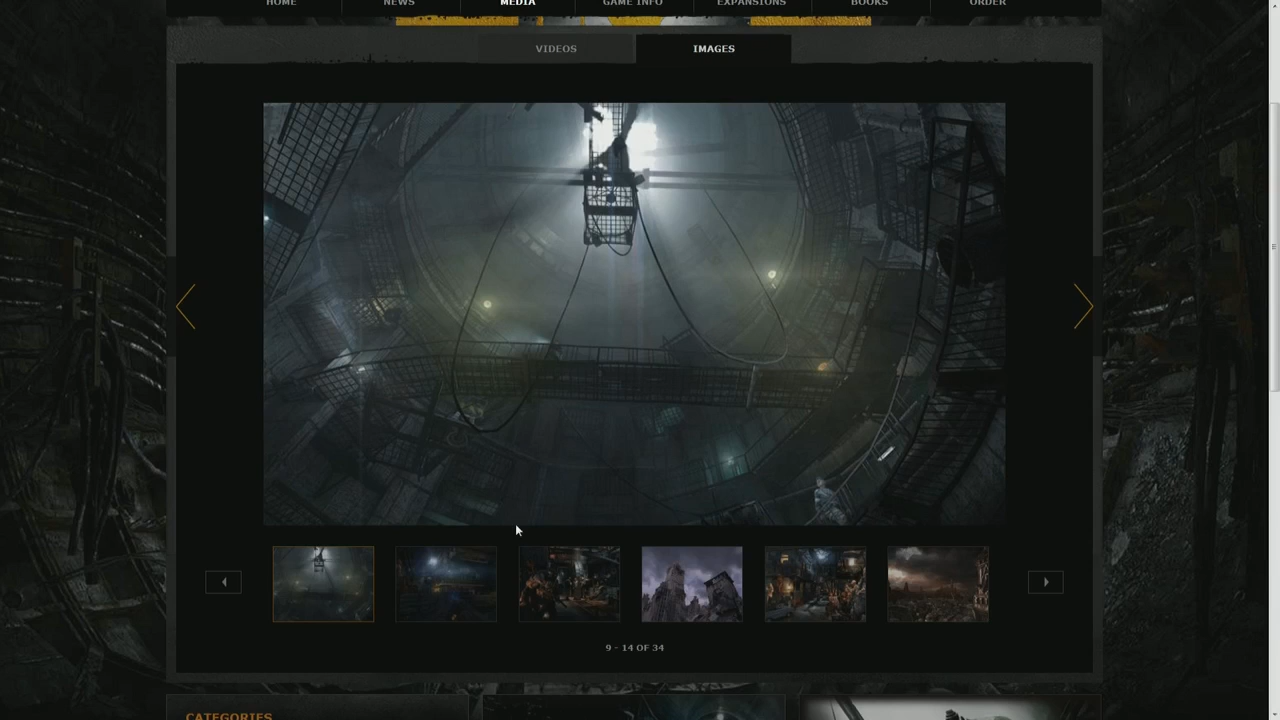 HOME NEWS MEDIA GAME INFO EXPANSIONS BOOKS ORDER
VIDEOS IMAGES
9 - 14 OF 34
CATEGORIES